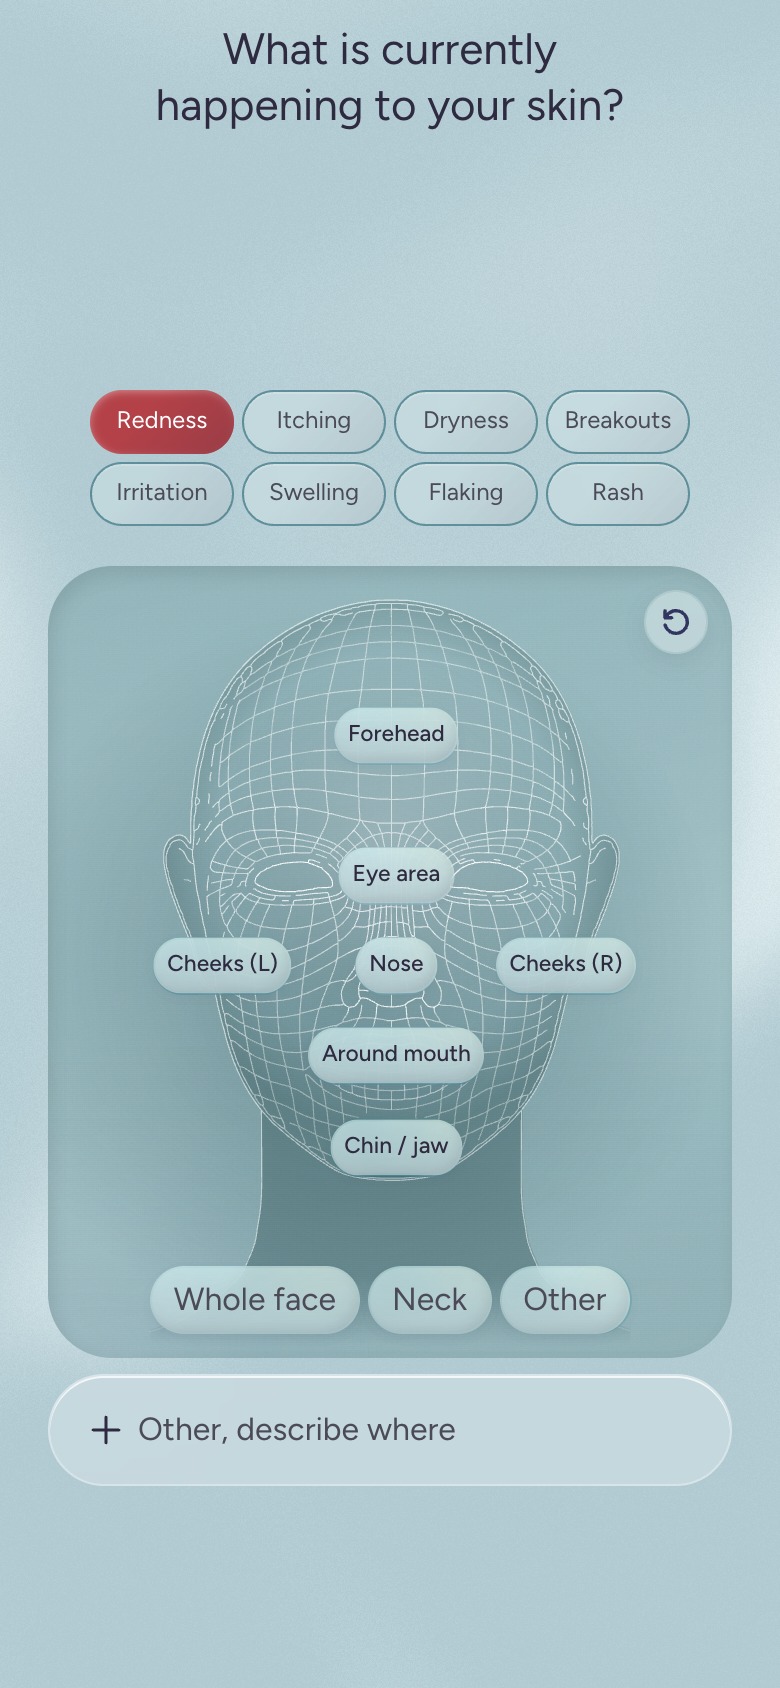 What is currently
happening to your skin?
Redness
Itching
Dryness
Breakouts
Irritation
Swelling
Flaking
Rash
Forehead
Eye area
Cheeks (L)
Nose
Cheeks (R)
Around mouth
Chin / jaw
Whole face
Neck
Other
Other, describe where